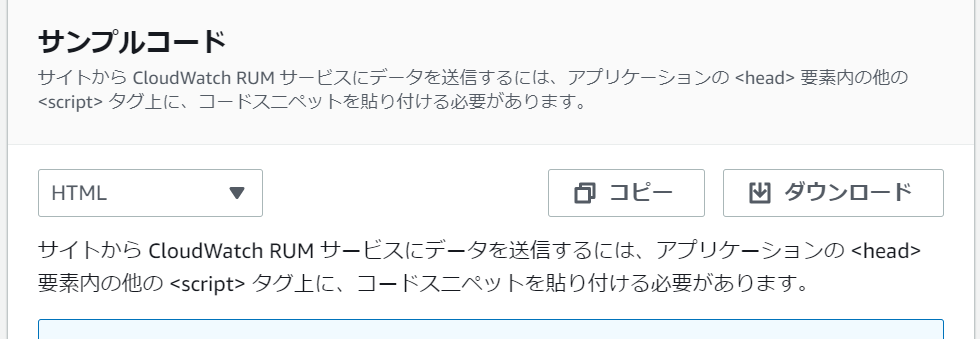 サンプルコード
サイトから CloudWatch RUM サービスにデータを送信するには、アプリケーションの <head> 要素内の他の
<script> タグ上に、コードスニペットを貼り付ける必要があります。
HTML
コピー
ダウンロード
サイトから CloudWatch RUM サービスにデータを送信するには、アプリケーションの <head>
要素内の他の <script> タグ上に、コードスニペットを貼り付ける必要があります。